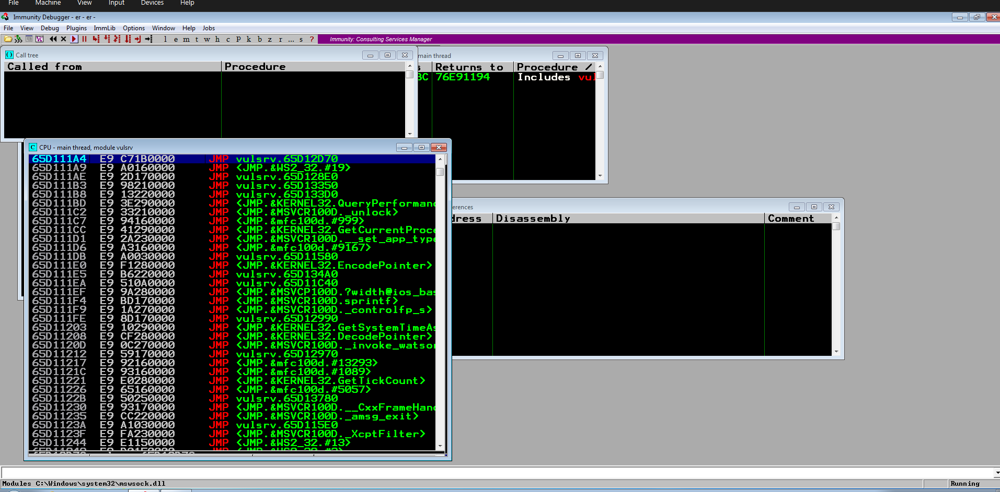 File Machine View Input Devices Help
Immunity Debugger - er - er -
File View Debug Plugins ImmLib Options Window Help Jobs
l e m t w h c p k b z r ... s ? Immunity: Consulting Services Manager
Call tree
Called from Procedure
main thread
s Returns to Procedure /
BC 76E91194 Includes vul
CPU - main thread, module vulsrv
65D111A4 E9 C71B0000 JMP vulsrv.65D12D70
65D111A9 E9 A0160000 JMP <JMP.&WS2_32.#19>
65D111AE E9 2D170000 JMP vulsrv.65D128E0
65D111B3 E9 98210000 JMP vulsrv.65D13350
65D111B8 E9 13220000 JMP vulsrv.65D133D0
65D111BD E9 3E290000 JMP <JMP.&KERNEL32.QueryPerformanc
65D111C2 E9 33210000 JMP <JMP.&MSVCR100D._unlock>
65D111C7 E9 94160000 JMP <JMP.&mfc100d.#999>
65D111CC E9 41290000 JMP <JMP.&KERNEL32.GetCurrentProce
65D111D1 E9 2A230000 JMP <JMP.&MSVCR100D.__set_app_type
65D111D6 E9 A3160000 JMP <JMP.&mfc100d.#9167>
65D111DB E9 A0030000 JMP vulsrv.65D11580
65D111E0 E9 F1280000 JMP <JMP.&KERNEL32.EncodePointer>
65D111E5 E9 B6220000 JMP vulsrv.65D134A0
65D111EA E9 510A0000 JMP vulsrv.65D11C40
65D111EF E9 9A280000 JMP <JMP.&MSVCP100D.?width@ios_bas
65D111F4 E9 BD170000 JMP <JMP.&MSVCR100D.sprintf>
65D111F9 E9 1A270000 JMP <JMP.&MSVCR100D._controlfp_s>
65D111FE E9 8D170000 JMP vulsrv.65D12990
65D11203 E9 10290000 JMP <JMP.&KERNEL32.GetSystemTimeAs
65D11208 E9 CF280000 JMP <JMP.&KERNEL32.DecodePointer>
65D1120D E9 0C270000 JMP <JMP.&MSVCR100D._invoke_watson
65D11212 E9 59170000 JMP vulsrv.65D12970
65D11217 E9 92160000 JMP <JMP.&mfc100d.#13293>
65D1121C E9 93160000 JMP <JMP.&mfc100d.#1089>
65D11221 E9 E0280000 JMP <JMP.&KERNEL32.GetTickCount>
65D11226 E9 65160000 JMP <JMP.&mfc100d.#5057>
65D1122B E9 50250000 JMP vulsrv.65D13780
65D11230 E9 93170000 JMP <JMP.&MSVCR100D.__CxxFrameHand
65D11235 E9 CC220000 JMP <JMP.&MSVCR100D._amsg_exit>
65D1123A E9 A1030000 JMP vulsrv.65D115E0
65D1123F E9 FA230000 JMP <JMP.&MSVCR100D._XcptFilter>
65D11244 E9 E1150000 JMP <JMP.&WS2_32.#13>
erences
dress Disassembly Comment
Modules C:\Windows\system32\mswsock.dll Running